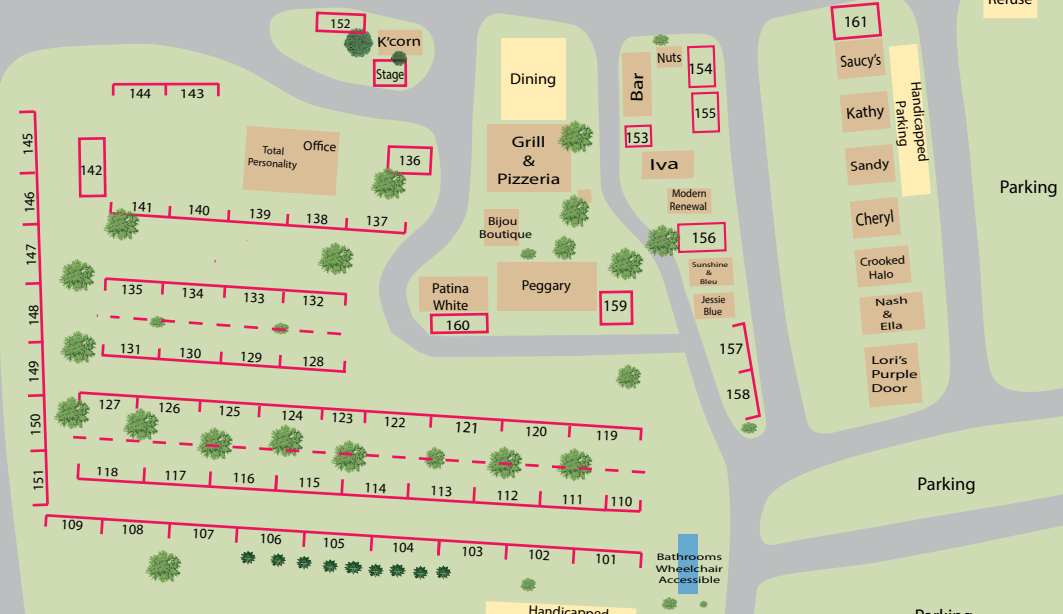 Refuse
152
K'corn
Stage
161
Saucy's
Handicapped
Parking
Kathy
Sandy
Cheryl
Crooked
Halo
Nash
&
Ella
Lori's
Purple
Door
Parking
Dining
Bar
Nuts
154
155
153
Iva
Modern
Renewal
156
Sunshine
&
Bleu
Jessie
Blue
157
158
Grill
&
Pizzeria
Bijou
Boutique
Peggary
Patina
White
160
159
144
143
145
142
Total
Personality
Office
136
146
141
140
139
138
137
147
135
134
133
132
148
131
130
129
128
149
127
126
125
124
123
122
121
120
119
150
118
117
116
115
114
113
112
111
110
151
109
108
107
106
105
104
103
102
101
Parking
Bathrooms
Wheelchair
Accessible
Handicapped
Parking